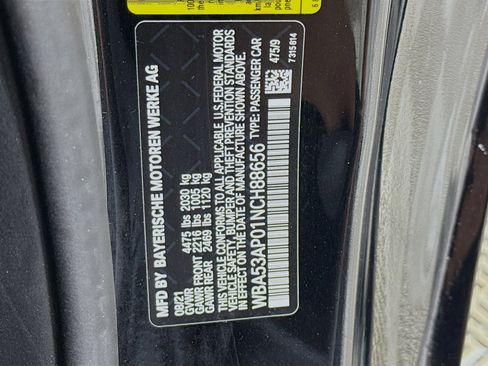 MFD BY BAYERISCHE MOTOREN WERKE AG
08/21
GVWR 4475 lbs 2030 kg
GAWR FRONT 2216 lbs 1005 kg
GAWR REAR 2469 lbs 1120 kg
THIS VEHICLE CONFORMS TO ALL APPLICABLE U.S.FEDERAL MOTOR
VEHICLE SAFETY, BUMPER AND THEFT PREVENTION STANDARDS
IN EFFECT ON THE DATE OF MANUFACTURE SHOWN ABOVE.
WBA53AP01NCH88656 TYPE: PASSENGER CAR
475/9
7315614